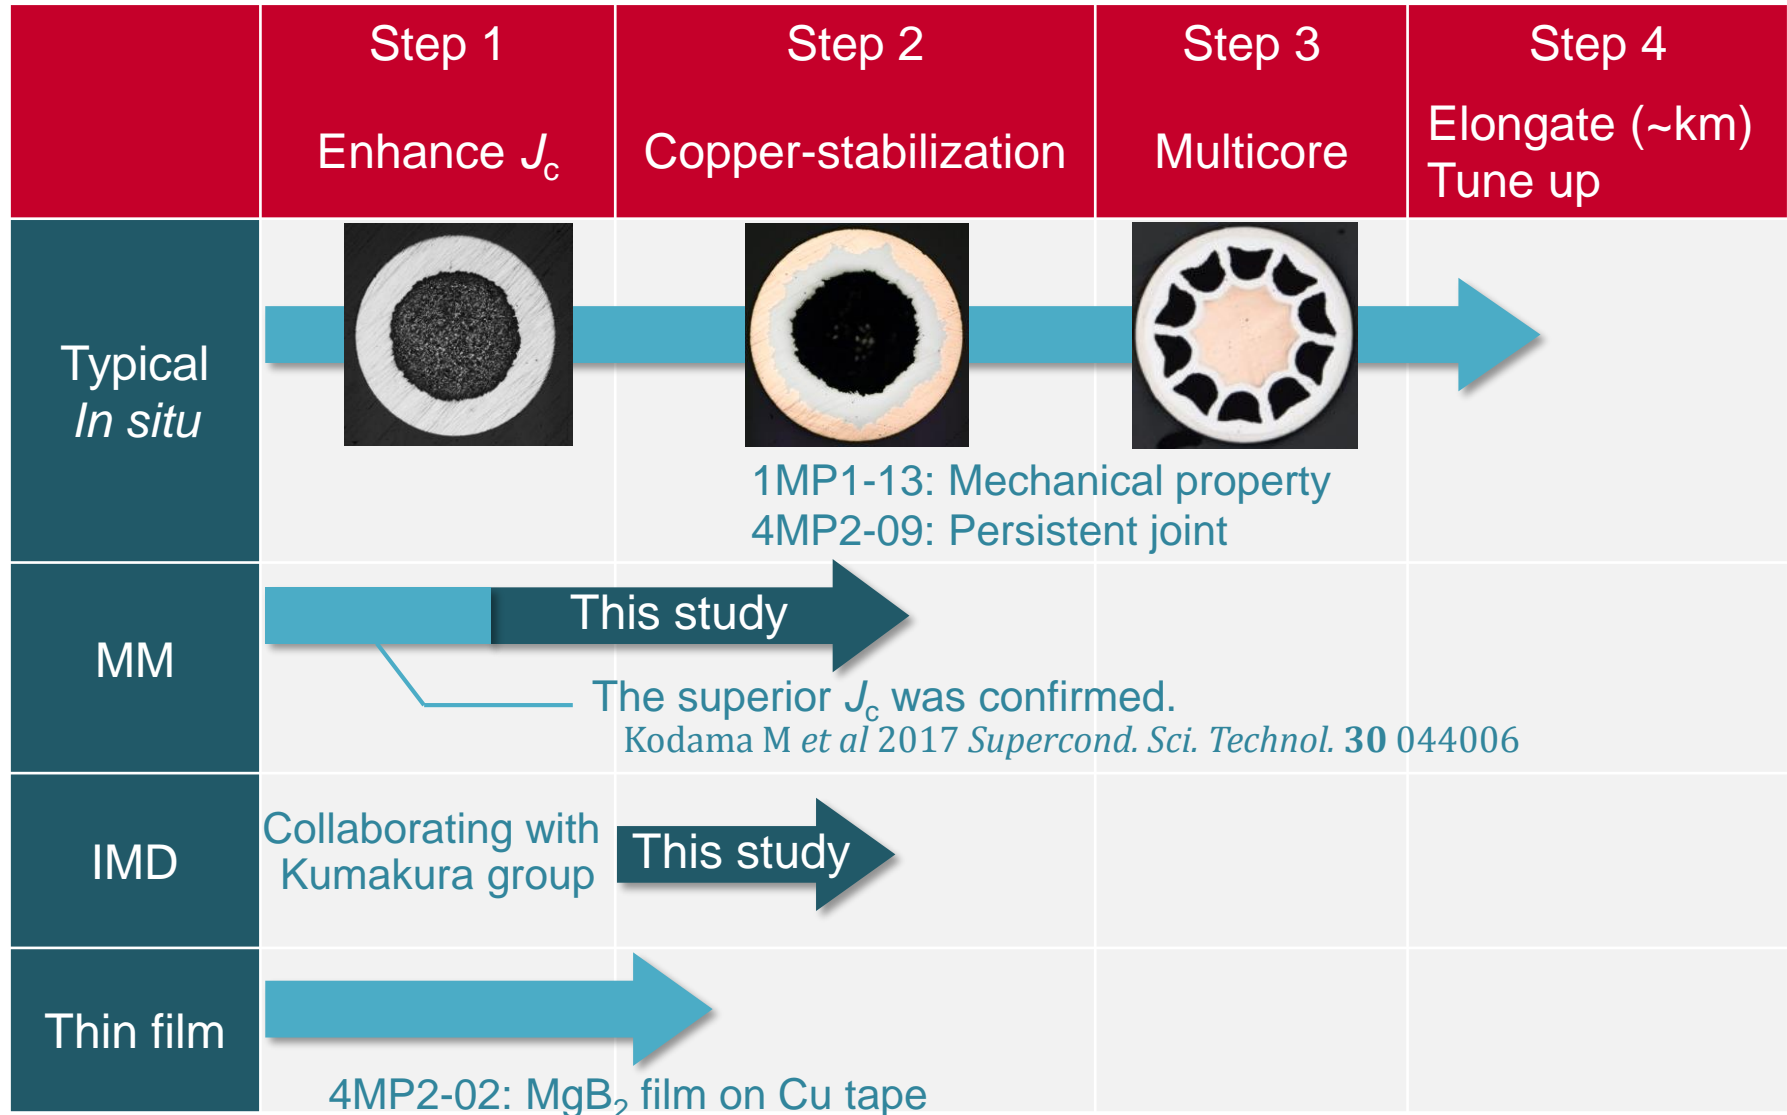 Step 1
Step 2
Step 3
Step 4
Enhance Jc
Copper-stabilization
Multicore
Elongate (~km)
Tune up
Typical
In situ
1MP1-13: Mechanical property
4MP2-09: Persistent joint
MM
This study
The superior Jc was confirmed.
Kodama M et al 2017 Supercond. Sci. Technol. 30 044006
IMD
Collaborating with
Kumakura group
This study
Thin film
4MP2-02: MgB2 film on Cu tape